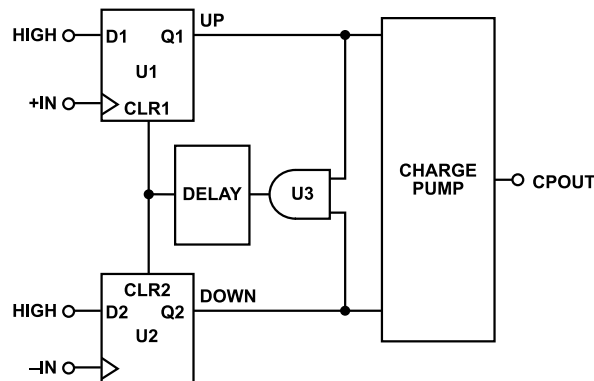 UP
HIGH
D1
Q1
U1
+IN
CLR1
DELAY
U3
CHARGE
PUMP
CPOUT
CLR2
DOWN
HIGH
D2
Q2
U2
–IN